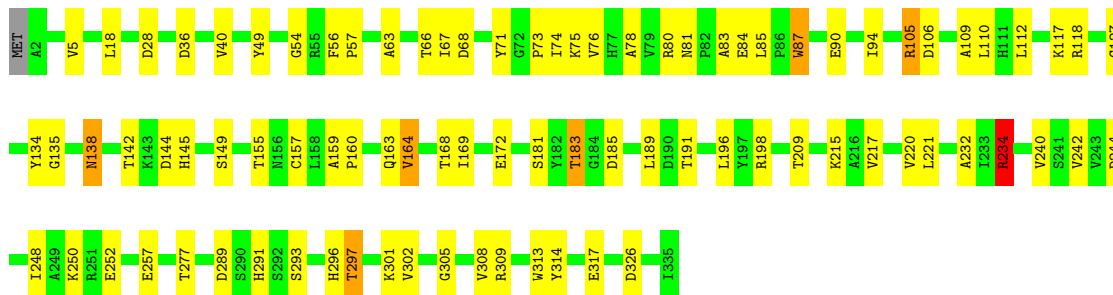 MET A2 V5 L18 D28 D36 V40 Y49 G54 R55 F56 P57 A63 T66 I67 D68 Y71 G72 P73 I74 K75 V76 H77 A78 V79 R80 N81 P82 A83 E84 L85 P86 W87 E90 I94 R105 D106 A109 L110 H111 L112 K117 R118
Y134 G135 N138 T142 K143 D144 H145 S149 T155 N156 C157 L158 A159 P160 Q163 V164 T168 I169 E172 S181 Y182 T183 G184 D185 L189 D190 T191 L196 Y197 R198 T209 K215 A216 V217 V220 L221 A232 I233 R234 V240 S241 V242 V243
I248 A249 K250 R251 E252 E257 T277 D289 S290 H291 S292 S293 H296 T297 K301 V302 G305 V308 R309 W313 Y314 E317 D326 I335